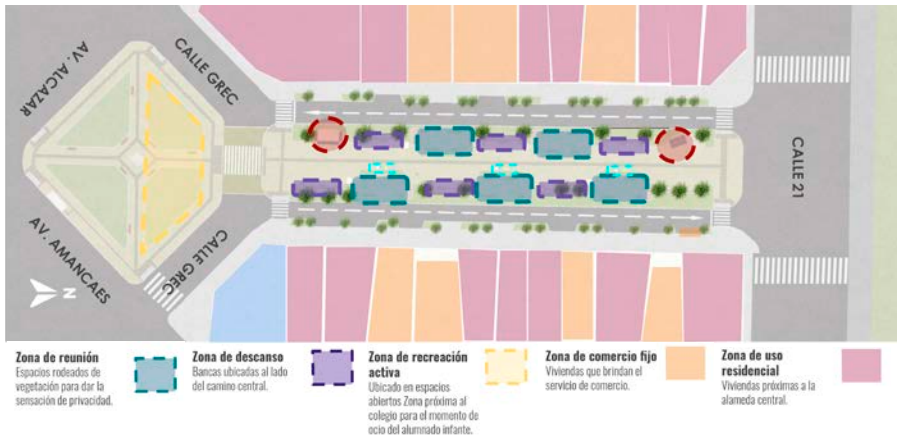 AV. ALCAZAR
CALLE GREC
CALLE 21
AV. AMANCAES
CALLE GREC
N
Zona de reunión
Espacios rodeados de
vegetación para dar la
sensación de privacidad.
Zona de descanso
Bancas ubicadas al lado
del camino central.
Zona de recreación
activa
Ubicado en espacios
abiertos Zona próxima al
colegio para el momento de
ocio del alumnado infante.
Zona de comercio fijo
Viviendas que brindan el
servicio de comercio.
Zona de uso
residencial
Viviendas próximas a la
alameda central.